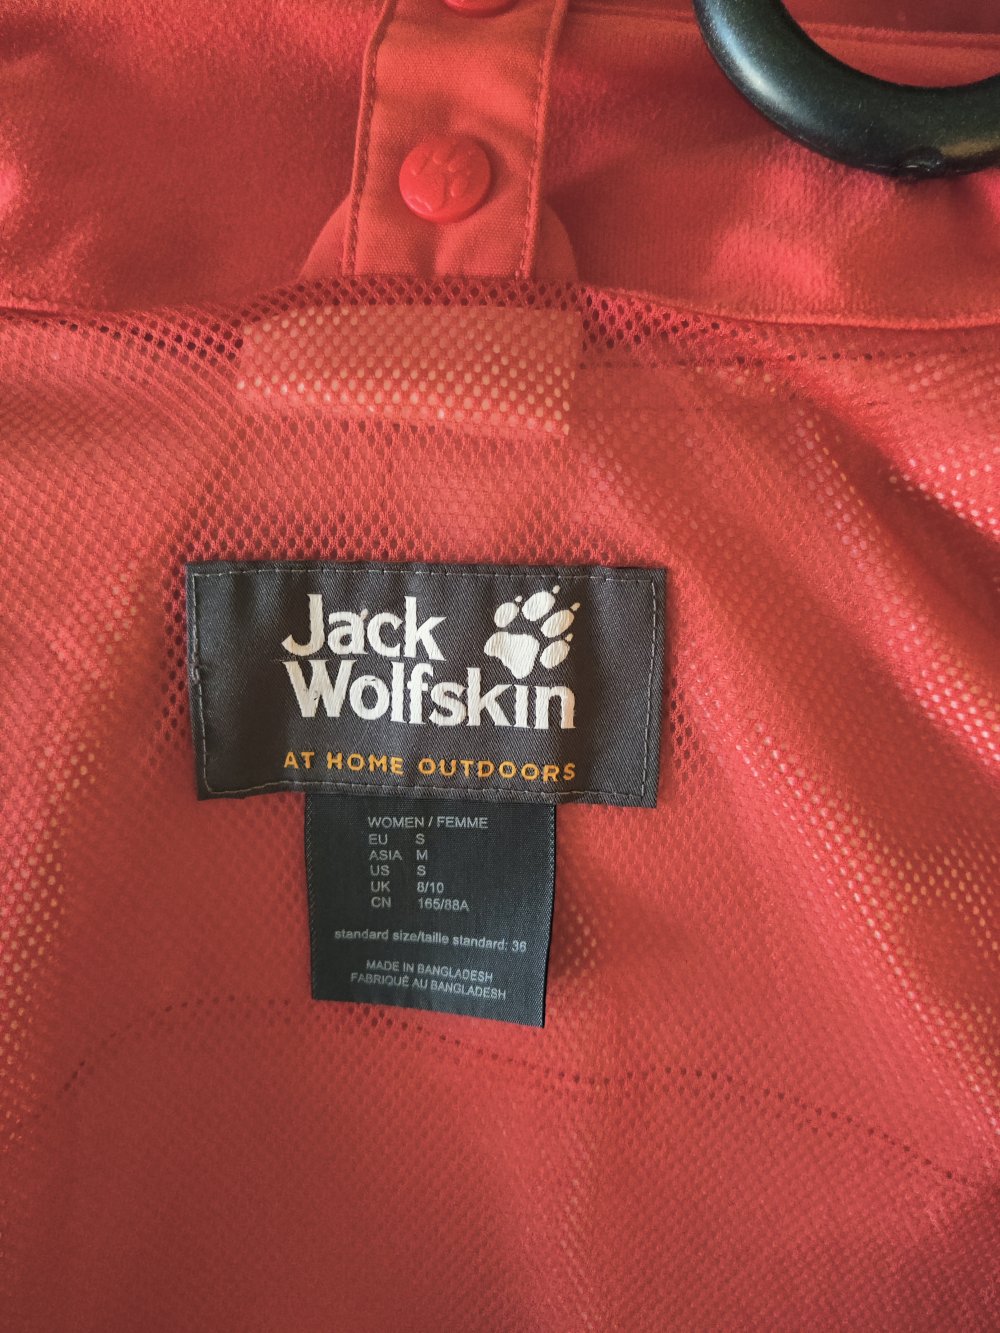 Jack
Wolfskin
AT HOME OUTDOORS
WOMEN / FEMME
EU S
ASIA M
US S
UK 8/10
CN 165/88A
standard size/taille standard: 36
MADE IN BANGLADESH
FABRIQUÉ AU BANGLADESH